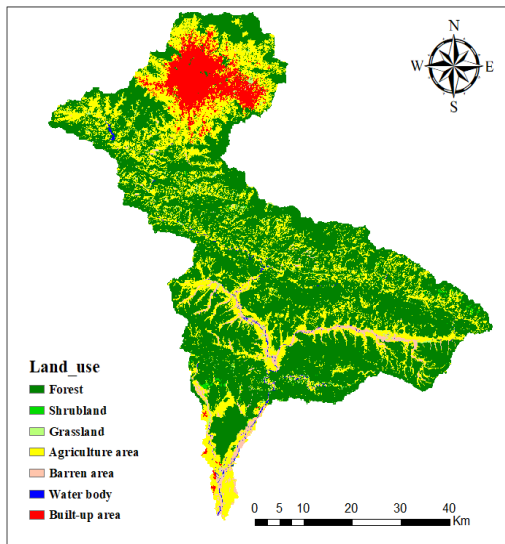 N
W E
S
Land_use
Forest
Shrubland
Grassland
Agriculture area
Barren area
Water body
Built-up area
0 5 10 20 30 40
Km